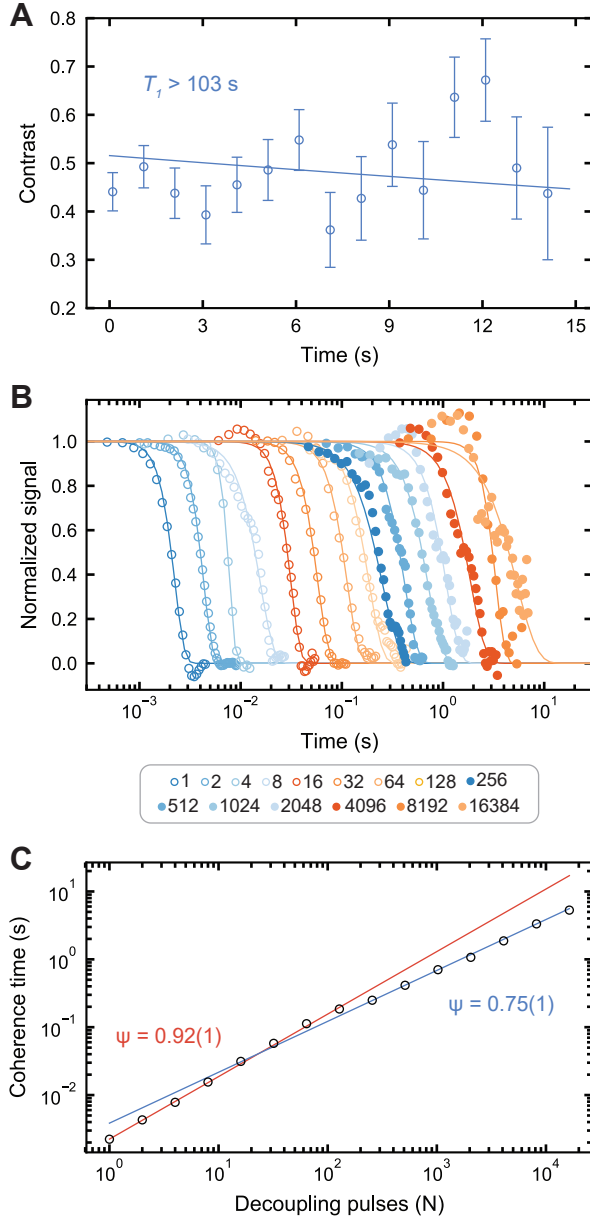 A
0.8
0.7
0.6
0.5
0.4
0.3
0.2
Contrast
T₁ > 103 s
0 3 6 9 12 15
Time (s)
B
1.0
0.8
0.6
0.4
0.2
0.0
Normalized signal
10⁻³ 10⁻² 10⁻¹ 10⁰ 10¹
Time (s)
1 2 4 8 16 32 64 128 256
512 1024 2048 4096 8192 16384
C
10¹
10⁰
10⁻¹
10⁻²
Coherence time (s)
ψ = 0.92(1)
ψ = 0.75(1)
10⁰ 10¹ 10² 10³ 10⁴
Decoupling pulses (N)